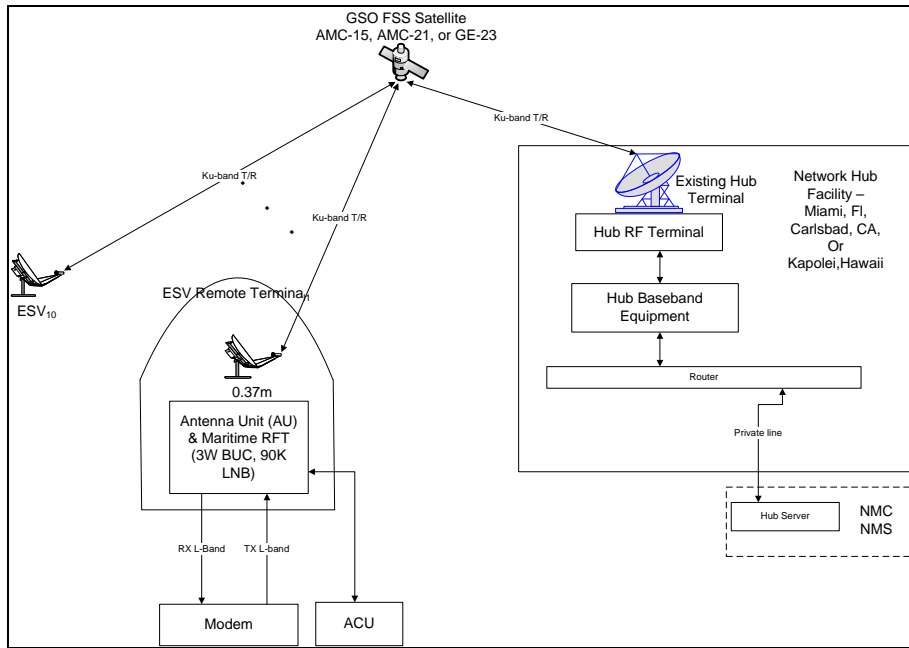 GSO FSS Satellite
AMC-15, AMC-21, or GE-23
Ku-band T/R
Ku-band T/R
Ku-band T/R
Existing Hub
Terminal
Network Hub
Facility –
Miami, Fl,
Carlsbad, CA,
Or
Kapolei,Hawaii
Hub RF Terminal
Hub Baseband
Equipment
Router
Private line
Hub Server
NMC
NMS
ESV10
ESV Remote Terminal1
0.37m
Antenna Unit (AU)
& Maritime RFT
(3W BUC, 90K
LNB)
RX L-Band
TX L-band
Modem
ACU